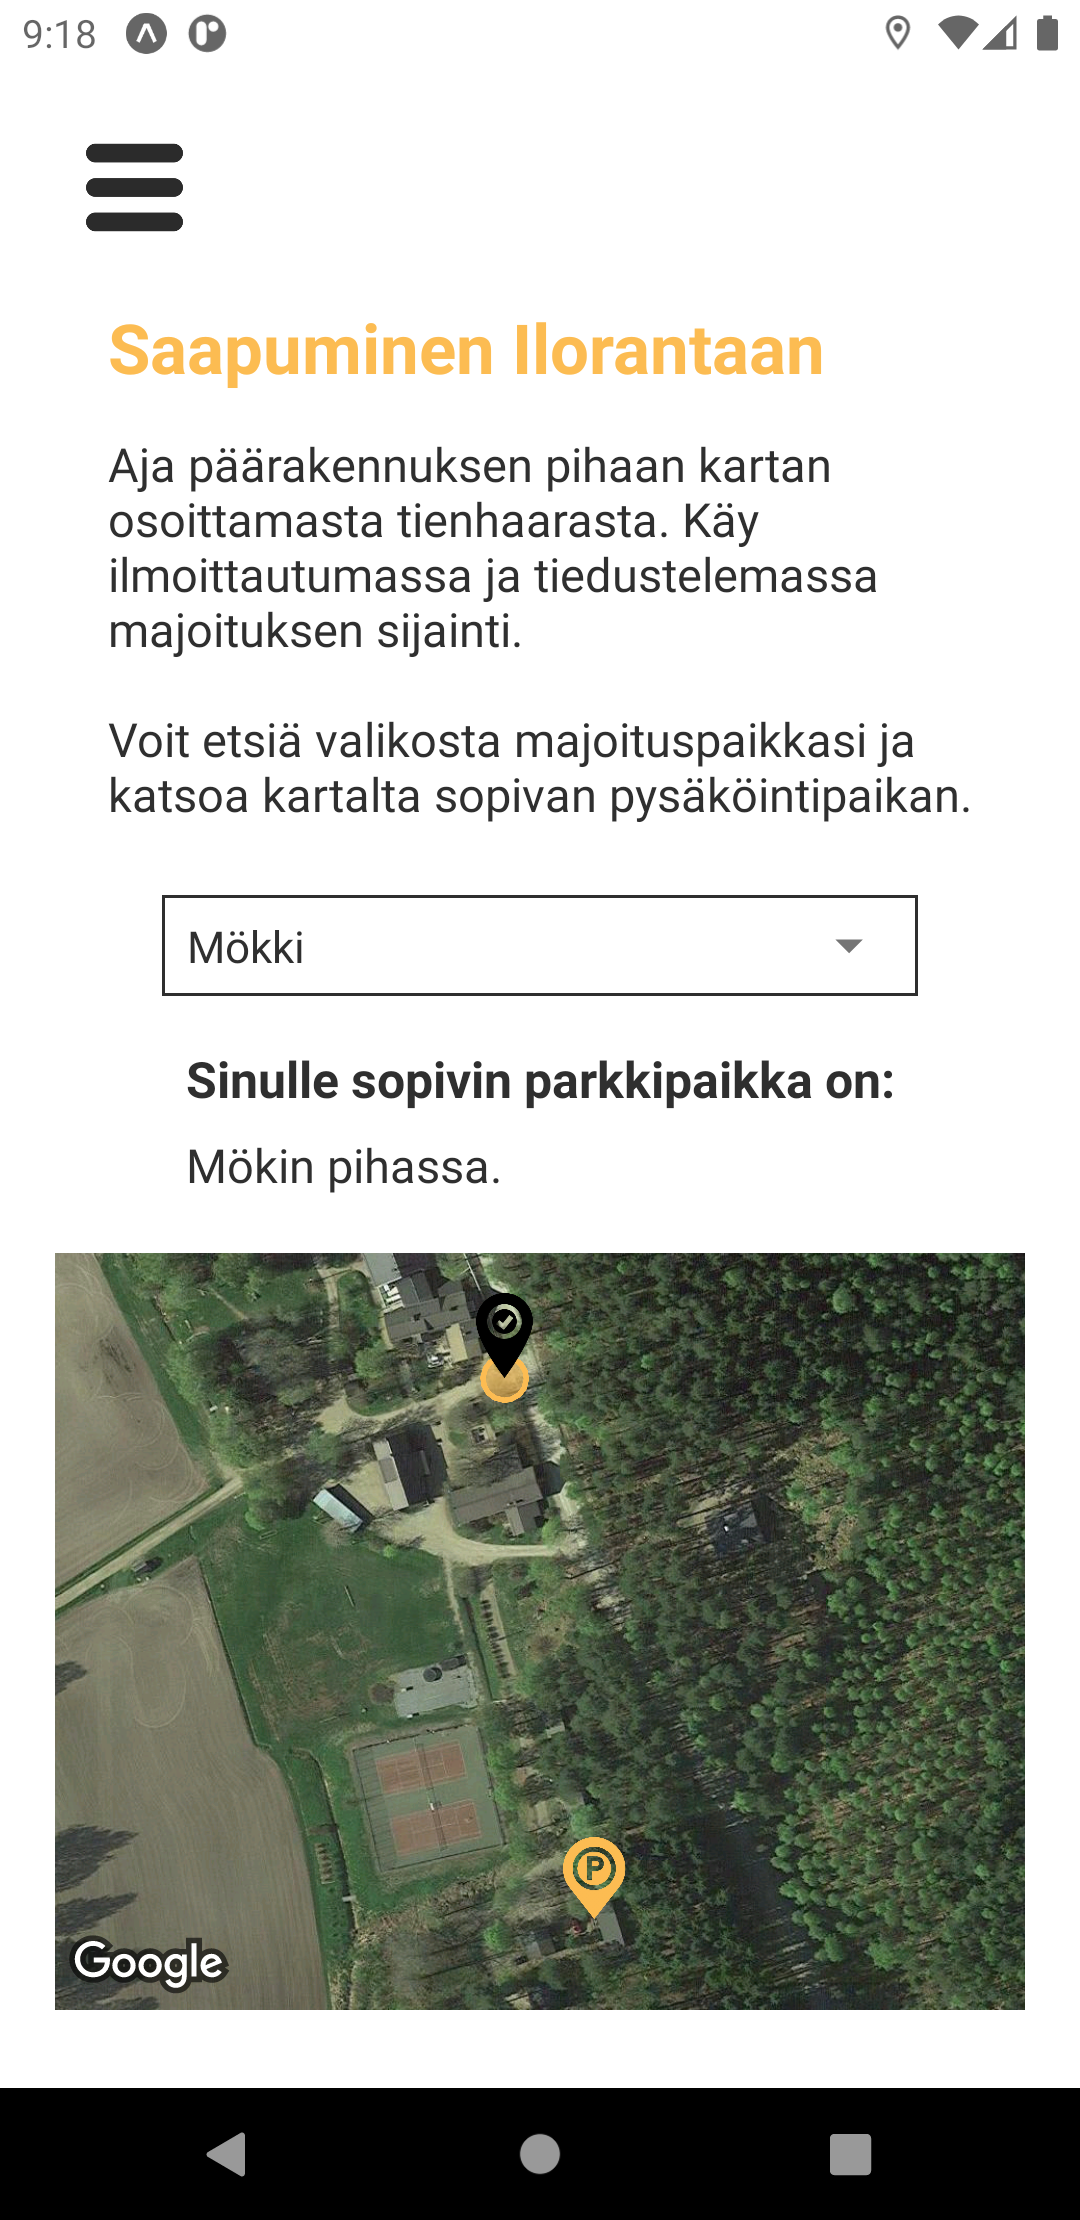 9:18
Saapuminen Ilorantaan
Aja päärakennuksen pihaan kartan
osoittamasta tienhaarasta. Käy
ilmoittautumassa ja tiedustelemassa
majoituksen sijainti.
Voit etsiä valikosta majoituspaikkasi ja
katsoa kartalta sopivan pysäköintipaikan.
Mökki
Sinulle sopivin parkkipaikka on:
Mökin pihassa.
P
Google